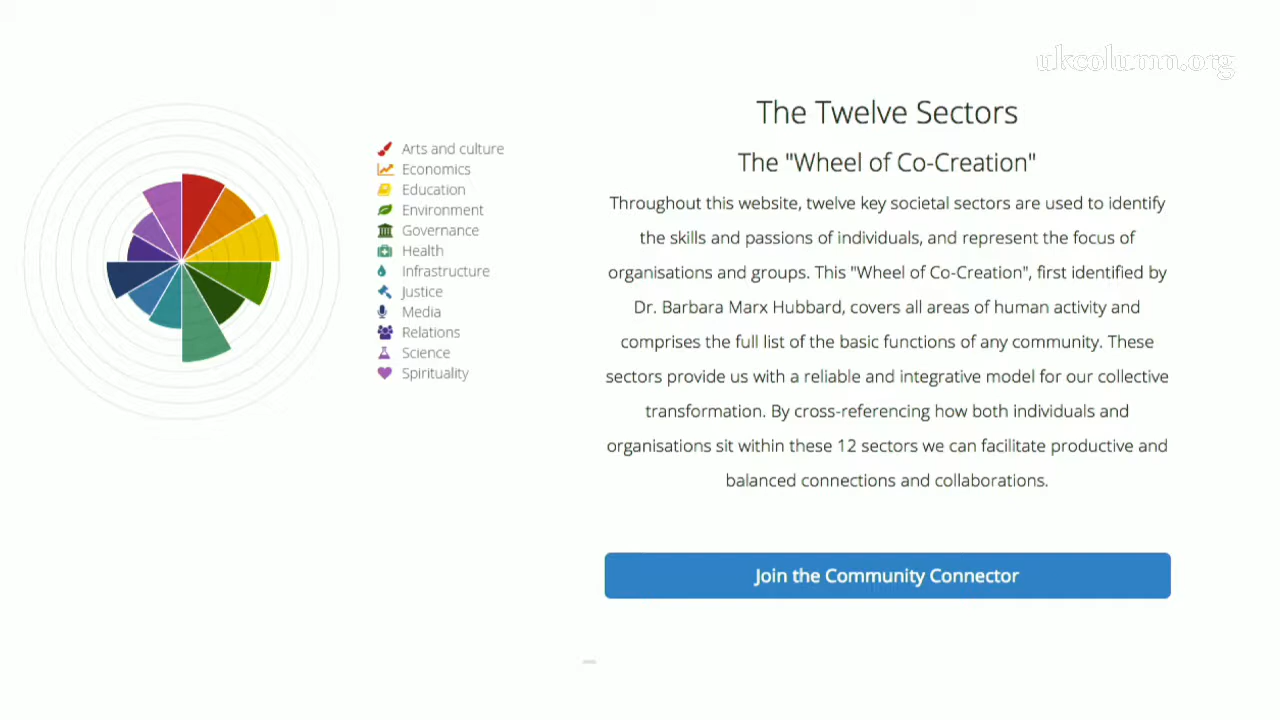 ukcolumn.org
The Twelve Sectors
The "Wheel of Co-Creation"
Arts and culture
Economics
Education
Environment
Governance
Health
Infrastructure
Justice
Media
Relations
Science
Spirituality
Throughout this website, twelve key societal sectors are used to identify
the skills and passions of individuals, and represent the focus of
organisations and groups. This "Wheel of Co-Creation", first identified by
Dr. Barbara Marx Hubbard, covers all areas of human activity and
comprises the full list of the basic functions of any community. These
sectors provide us with a reliable and integrative model for our collective
transformation. By cross-referencing how both individuals and
organisations sit within these 12 sectors we can facilitate productive and
balanced connections and collaborations.
Join the Community Connector